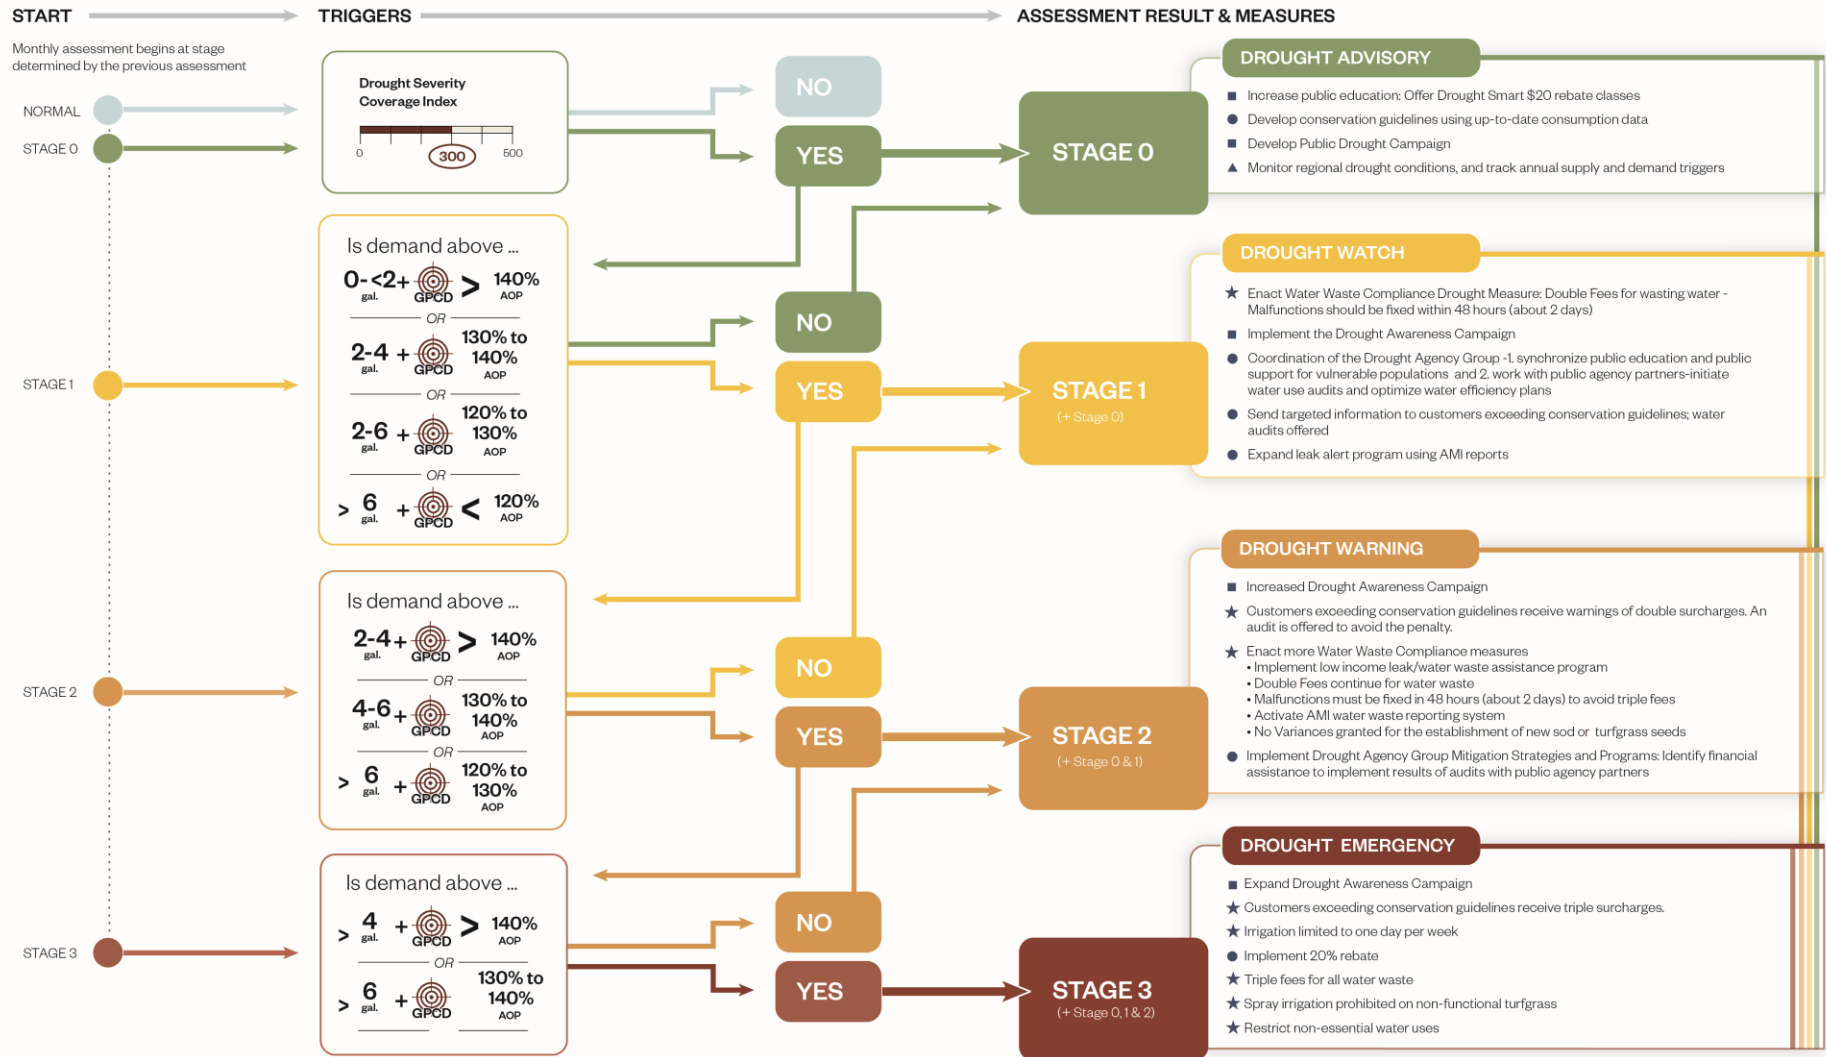 START
TRIGGERS
ASSESSMENT RESULT & MEASURES
Monthly assessment begins at stage
determined by the previous assessment
NORMAL
STAGE 0
STAGE 1
STAGE 2
STAGE 3
Drought Severity
Coverage Index
0
300
500
Is demand above ...
0-<2+ GPCD > 140%
gal. AOP
OR
2-4 + GPCD 130% to
140%
gal. AOP
OR
2-6 + GPCD 120% to
130%
gal. AOP
OR
> 6 + GPCD < 120%
gal. AOP
Is demand above ...
2-4+ GPCD > 140%
gal. AOP
OR
4-6+ GPCD 130% to
140%
gal. AOP
OR
> 6 + GPCD 120% to
130%
gal. AOP
Is demand above ...
> 4 + GPCD > 140%
gal. AOP
OR
> 6 + GPCD 130% to
140%
gal. AOP
NO
YES
NO
YES
NO
YES
NO
YES
STAGE 0
DROUGHT ADVISORY
■ Increase public education: Offer Drought Smart $20 rebate classes
● Develop conservation guidelines using up-to-date consumption data
■ Develop Public Drought Campaign
▲ Monitor regional drought conditions, and track annual supply and demand triggers
STAGE 1
(+ Stage 0)
DROUGHT WATCH
★ Enact Water Waste Compliance Drought Measure: Double Fees for wasting water -
Malfunctions should be fixed within 48 hours (about 2 days)
■ Implement the Drought Awareness Campaign
● Coordination of the Drought Agency Group -1. synchronize public education and public
support for vulnerable populations and 2. work with public agency partners-initiate
water use audits and optimize water efficiency plans
● Send targeted information to customers exceeding conservation guidelines; water
audits offered
● Expand leak alert program using AMI reports
STAGE 2
(+ Stage 0 & 1)
DROUGHT WARNING
■ Increased Drought Awareness Campaign
★ Customers exceeding conservation guidelines receive warnings of double surcharges. An
audit is offered to avoid the penalty.
★ Enact more Water Waste Compliance measures
• Implement low income leak/water waste assistance program
• Double Fees continue for water waste
• Malfunctions must be fixed in 48 hours (about 2 days) to avoid triple fees
• Activate AMI water waste reporting system
• No Variances granted for the establishment of new sod or turfgrass seeds
● Implement Drought Agency Group Mitigation Strategies and Programs: Identify financial
assistance to implement results of audits with public agency partners
STAGE 3
(+ Stage 0, 1 & 2)
DROUGHT EMERGENCY
■ Expand Drought Awareness Campaign
★ Customers exceeding conservation guidelines receive triple surcharges.
★ Irrigation limited to one day per week
● Implement 20% rebate
★ Triple fees for all water waste
★ Spray irrigation prohibited on non-functional turfgrass
★ Restrict non-essential water uses